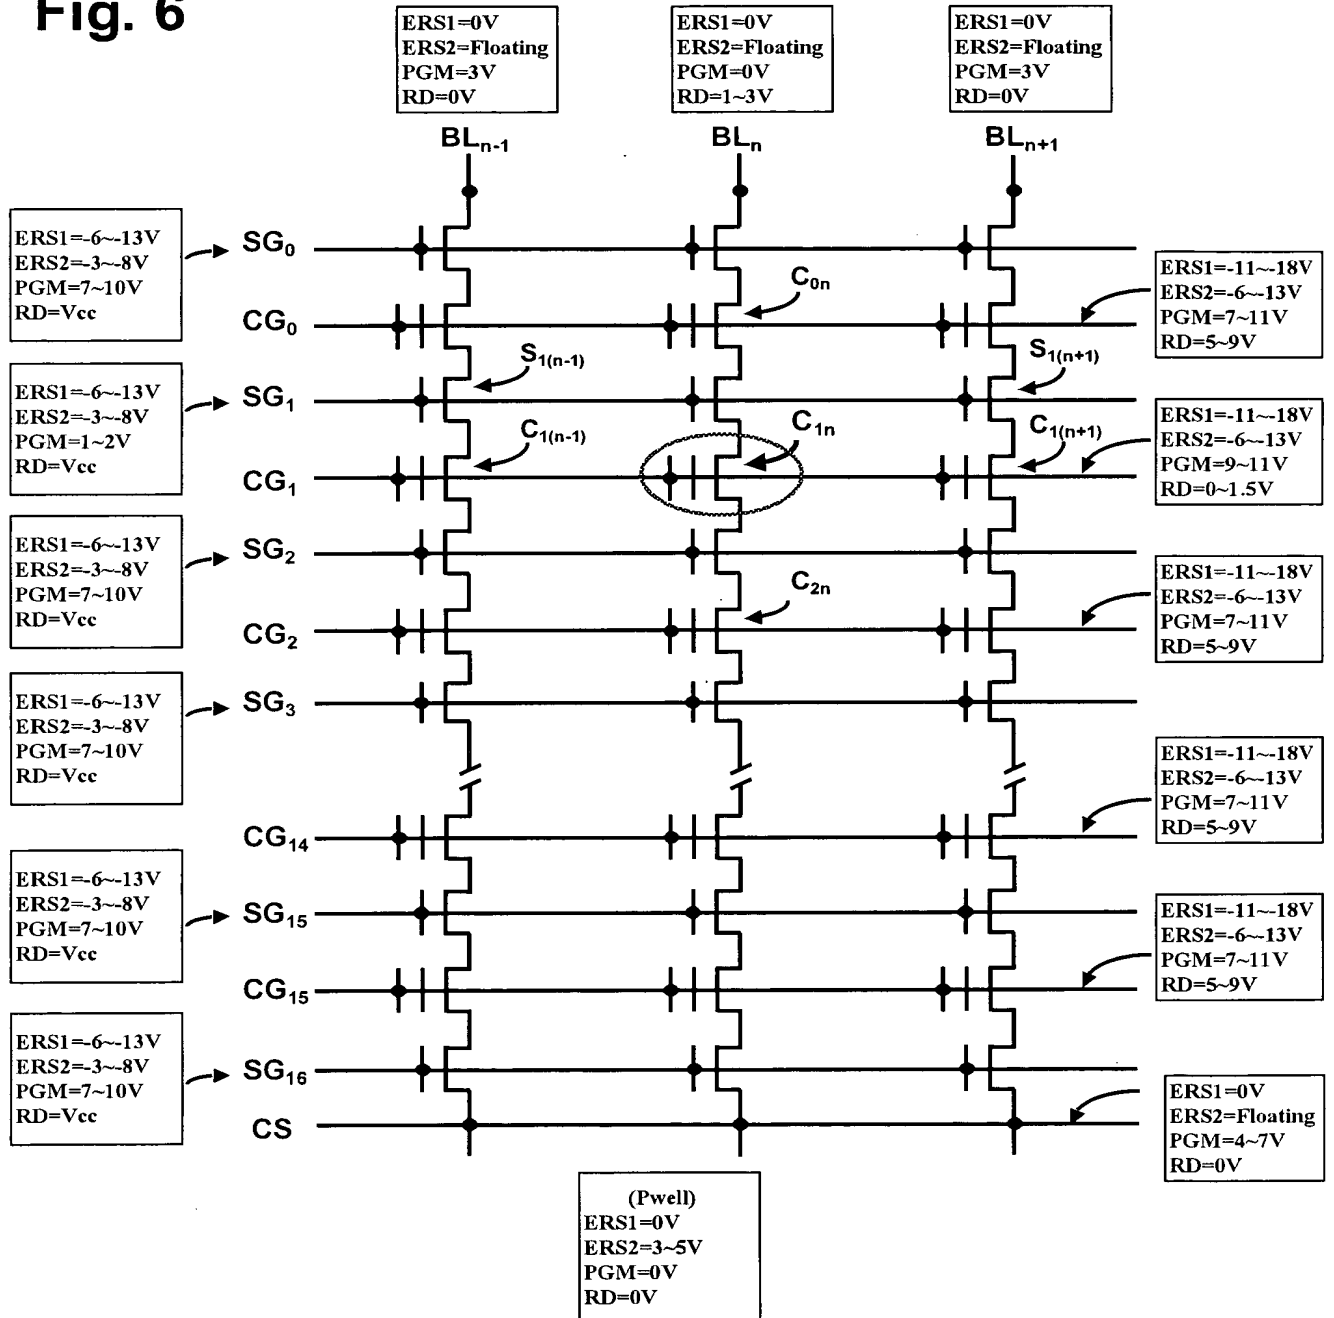 Fig. 6
ERS1=0V
ERS2=Floating
PGM=3V
RD=0V
ERS1=0V
ERS2=Floating
PGM=0V
RD=1~3V
ERS1=0V
ERS2=Floating
PGM=3V
RD=0V
BLn-1
BLn
BLn+1
ERS1=-6~-13V
ERS2=-3~-8V
PGM=7~10V
RD=Vcc
SG0
C0n
ERS1=-11~-18V
ERS2=-6~-13V
PGM=7~11V
RD=5~9V
CG0
S1(n-1)
S1(n+1)
ERS1=-6~-13V
ERS2=-3~-8V
PGM=1~2V
RD=Vcc
SG1
C1(n-1)
C1n
C1(n+1)
ERS1=-11~-18V
ERS2=-6~-13V
PGM=9~11V
RD=0~1.5V
CG1
ERS1=-6~-13V
ERS2=-3~-8V
PGM=7~10V
RD=Vcc
SG2
C2n
ERS1=-11~-18V
ERS2=-6~-13V
PGM=7~11V
RD=5~9V
CG2
ERS1=-6~-13V
ERS2=-3~-8V
PGM=7~10V
RD=Vcc
SG3
ERS1=-11~-18V
ERS2=-6~-13V
PGM=7~11V
RD=5~9V
CG14
ERS1=-6~-13V
ERS2=-3~-8V
PGM=7~10V
RD=Vcc
SG15
ERS1=-11~-18V
ERS2=-6~-13V
PGM=7~11V
RD=5~9V
CG15
ERS1=-6~-13V
ERS2=-3~-8V
PGM=7~10V
RD=Vcc
SG16
CS
ERS1=0V
ERS2=Floating
PGM=4~7V
RD=0V
(Pwell)
ERS1=0V
ERS2=3~5V
PGM=0V
RD=0V